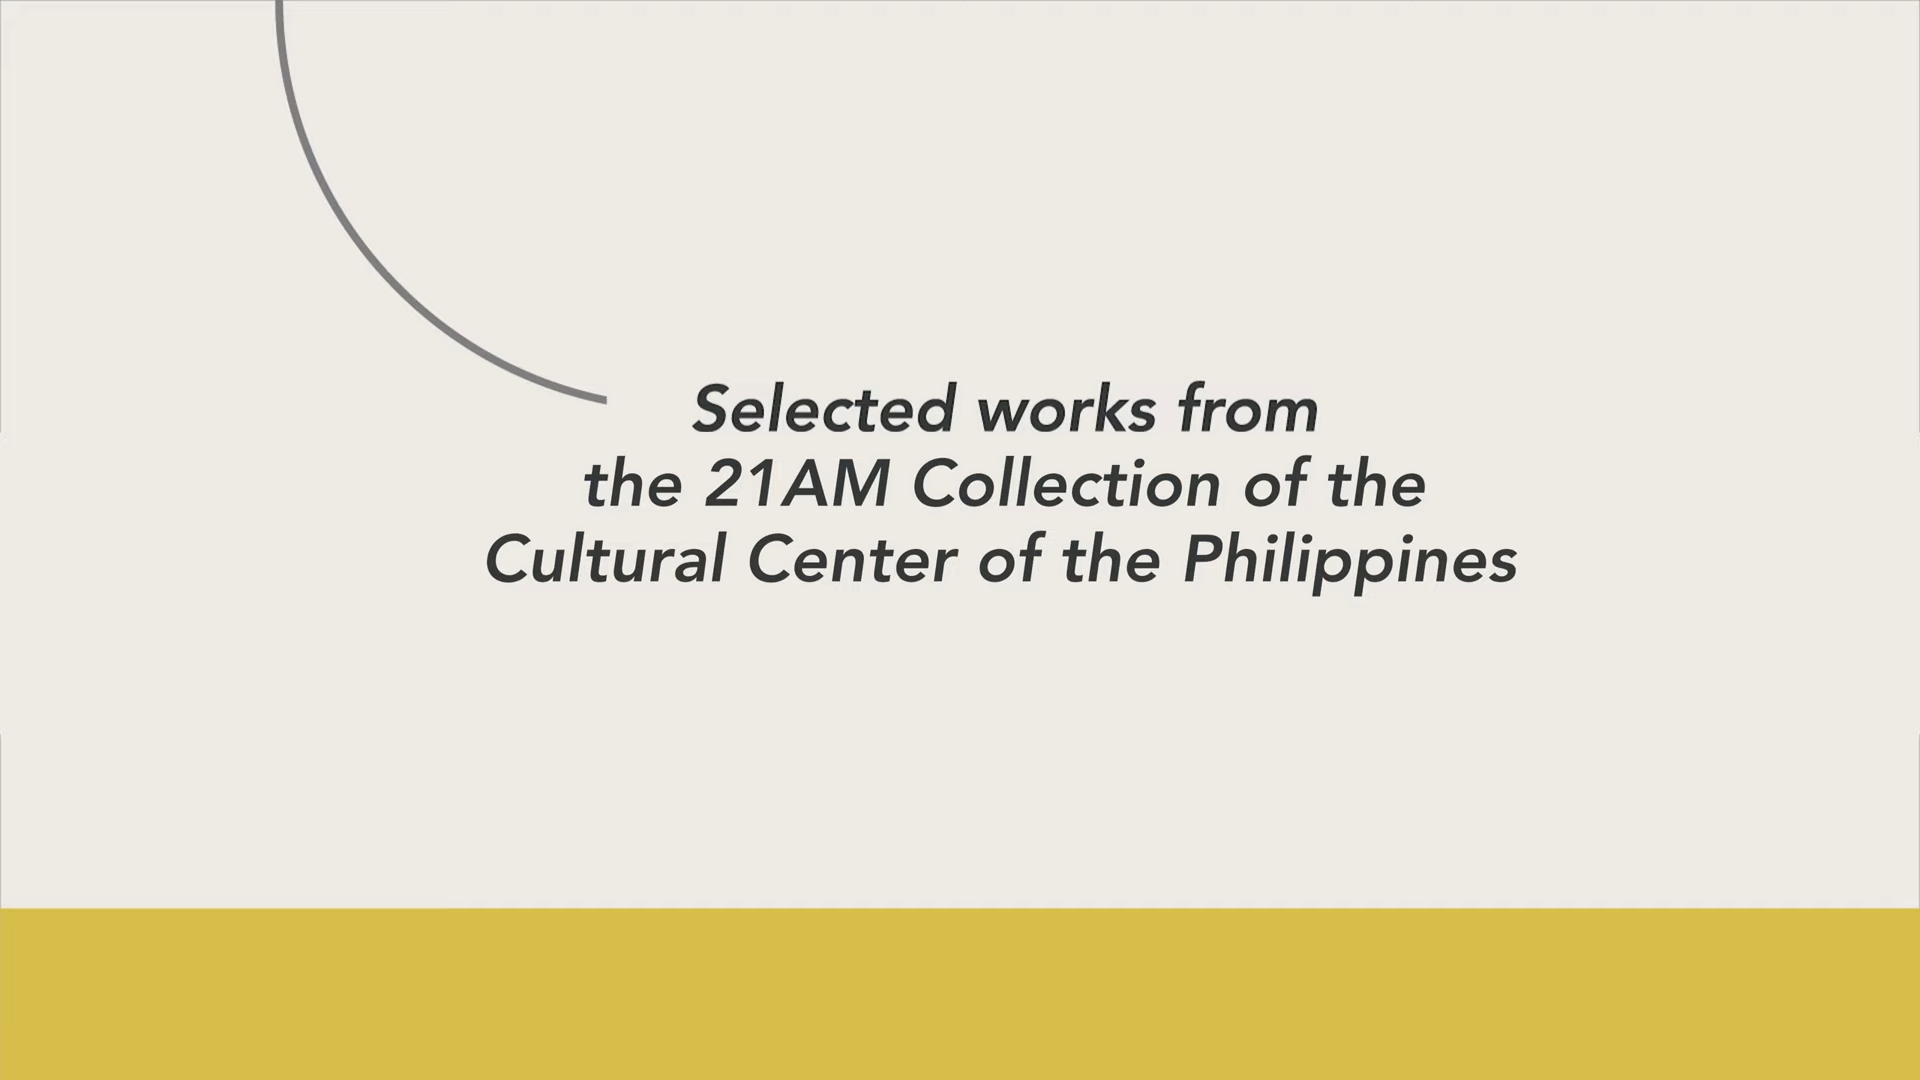 Selected works from
the 21AM Collection of the
Cultural Center of the Philippines